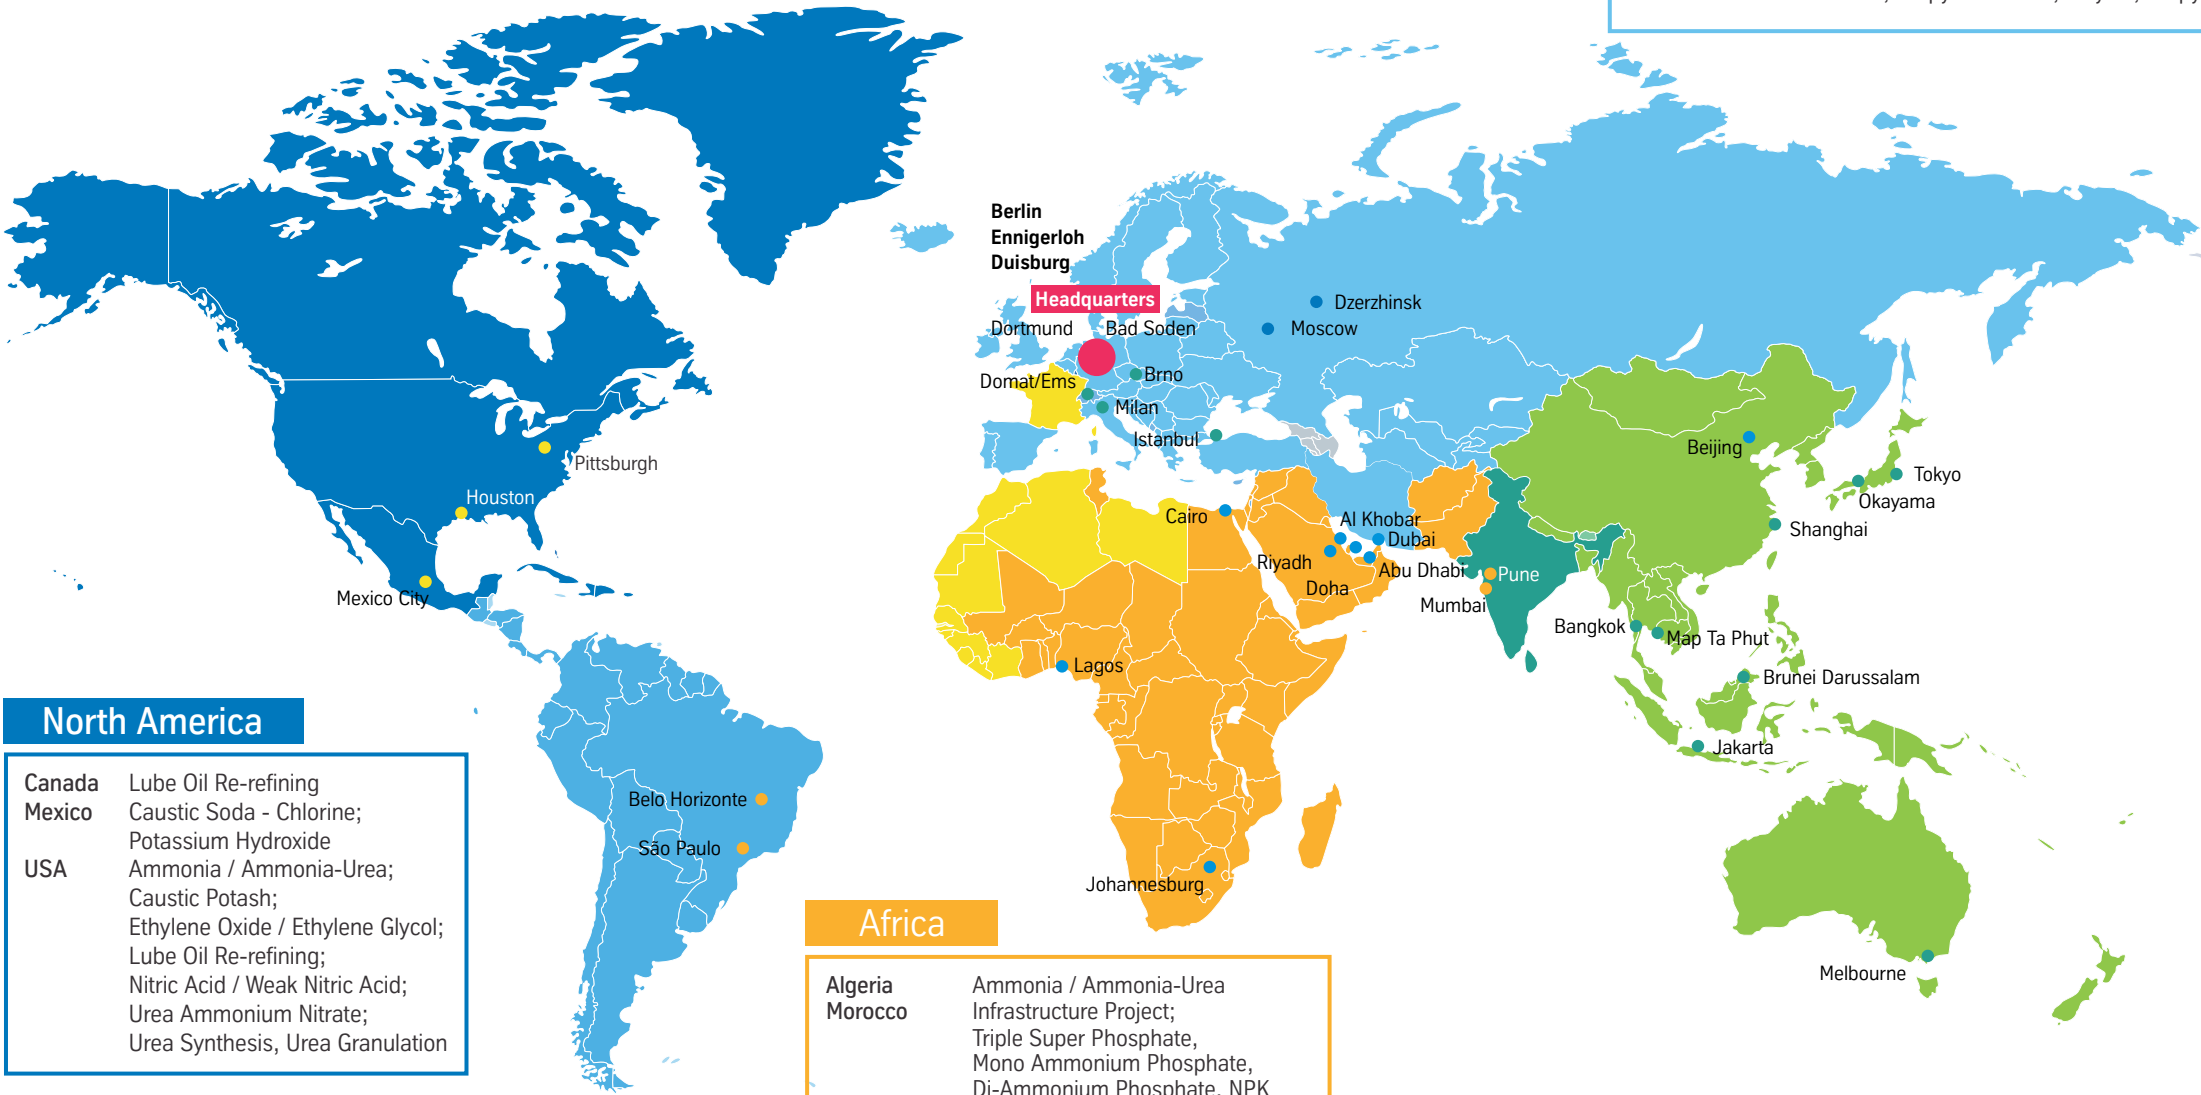 Berlin
Ennigerloh
Duisburg
Headquarters
Dortmund
Bad Soden
Dzerzhinsk
Moscow
Domat/Ems
Brno
Milan
Istanbul
Pittsburgh
Houston
Mexico City
Beijing
Tokyo
Okayama
Shanghai
Cairo
Al Khobar
Dubai
Riyadh
Abu Dhabi
Doha
Pune
Mumbai
Bangkok
Map Ta Phut
Lagos
Brunei Darussalam
Jakarta
Belo Horizonte
São Paulo
Johannesburg
Melbourne
North America
Canada Lube Oil Re-refining
Mexico Caustic Soda - Chlorine;
Potassium Hydroxide
USA Ammonia / Ammonia-Urea;
Caustic Potash;
Ethylene Oxide / Ethylene Glycol;
Lube Oil Re-refining;
Nitric Acid / Weak Nitric Acid;
Urea Ammonium Nitrate;
Urea Synthesis, Urea Granulation
Africa
Algeria Ammonia / Ammonia-Urea
Morocco Infrastructure Project;
Triple Super Phosphate,
Mono Ammonium Phosphate,
Di-Ammonium Phosphate, NPK